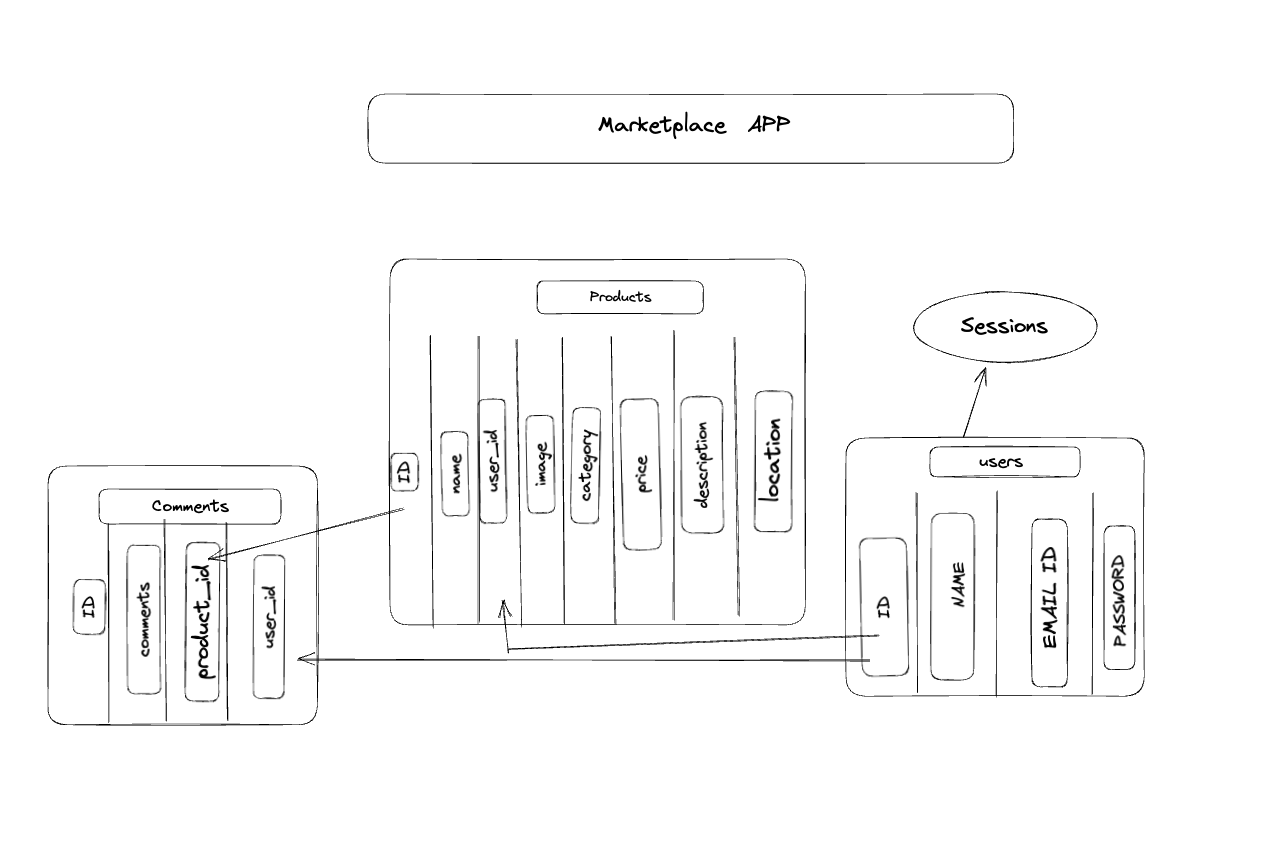 Marketplace APP
Products
ID
name
user_id
image
category
price
description
location
Sessions
Comments
ID
comments
product_id
user_id
users
ID
NAME
EMAIL ID
PASSWORD